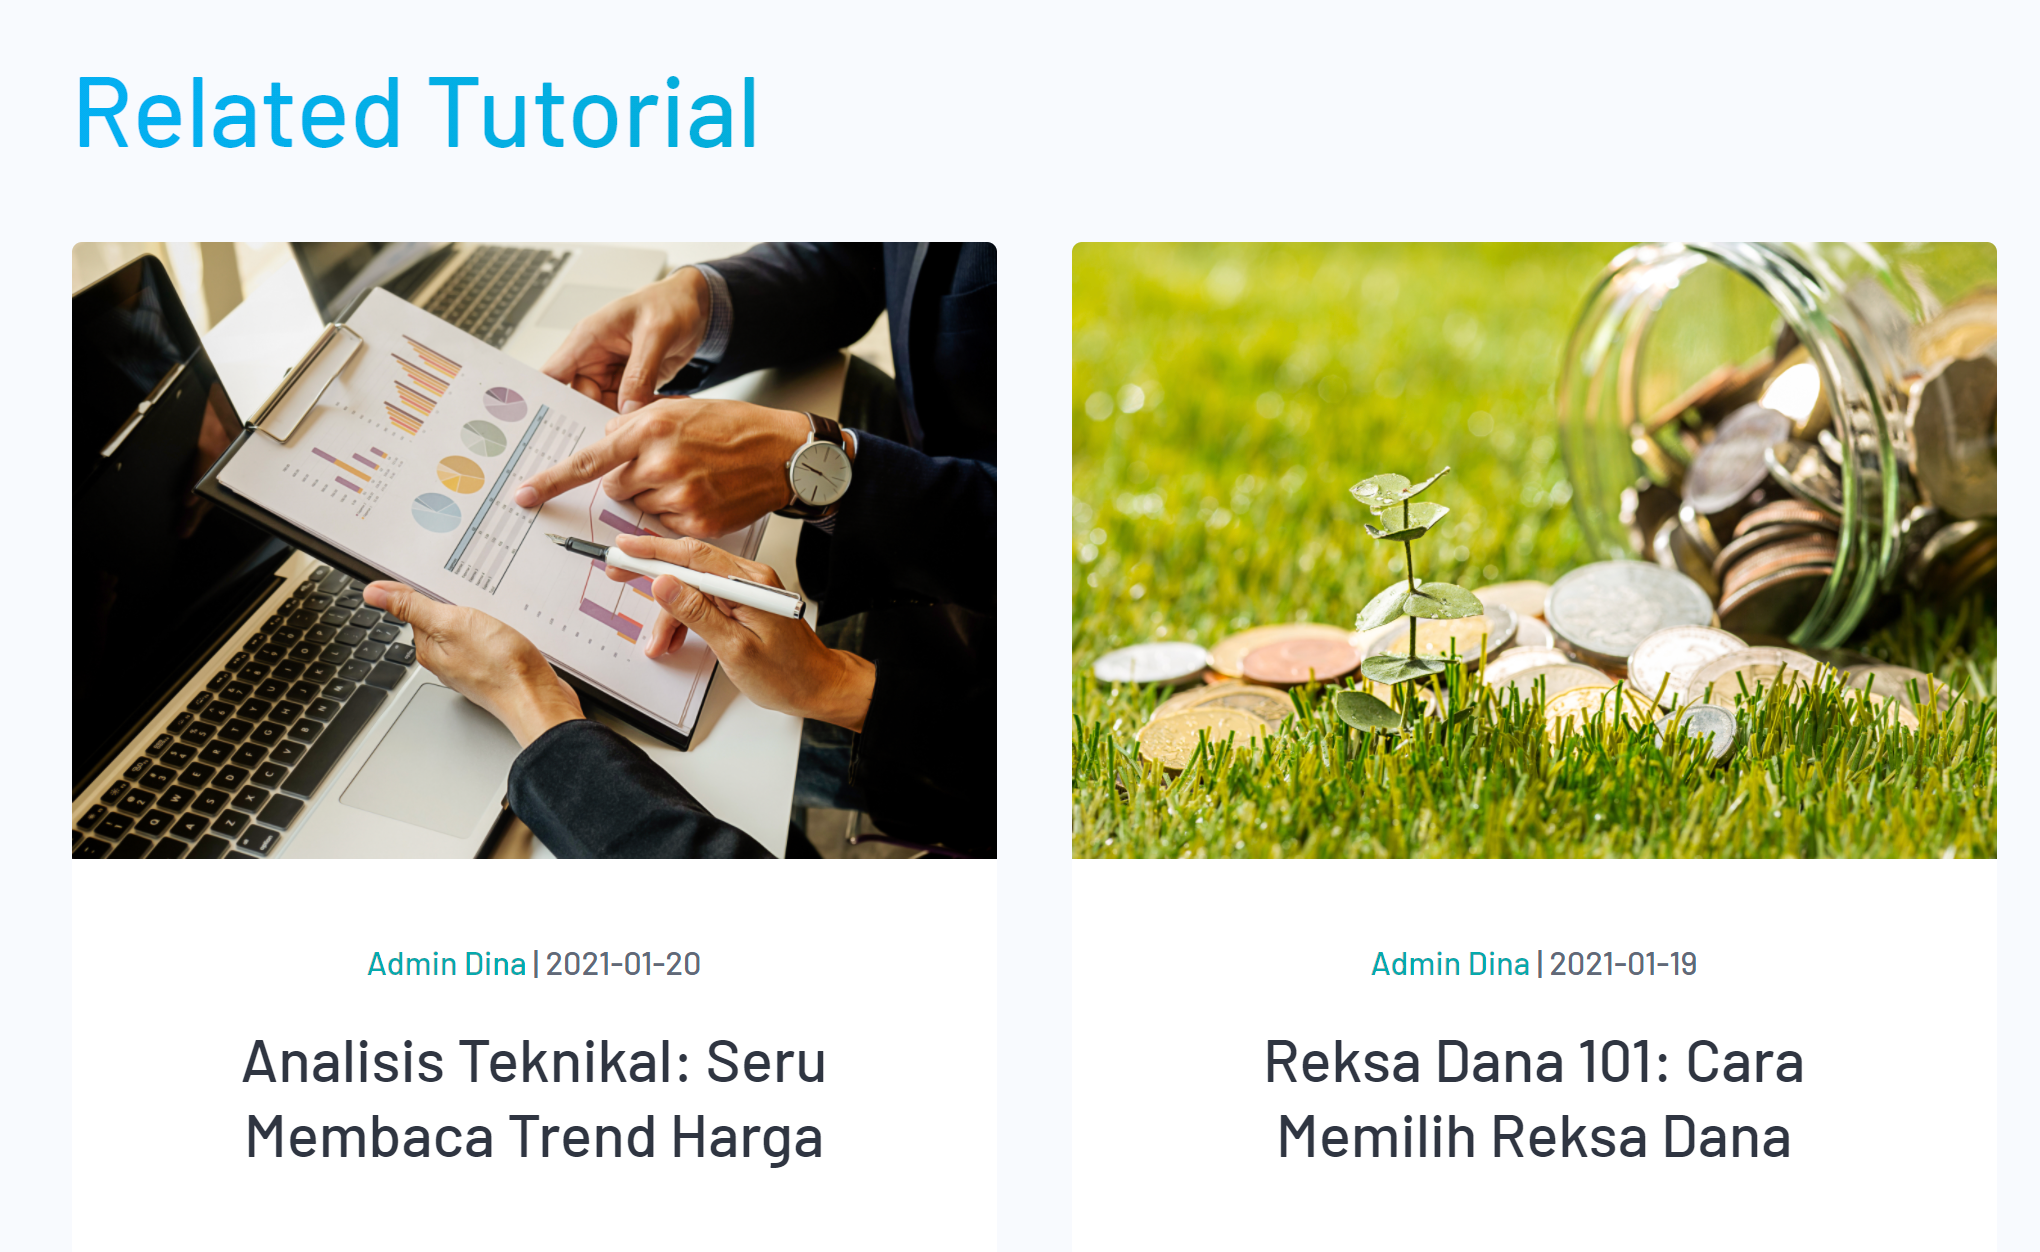 Related Tutorial
Admin Dina | 2021-01-20
Analisis Teknikal: Seru
Membaca Trend Harga
Admin Dina | 2021-01-19
Reksa Dana 101: Cara
Memilih Reksa Dana